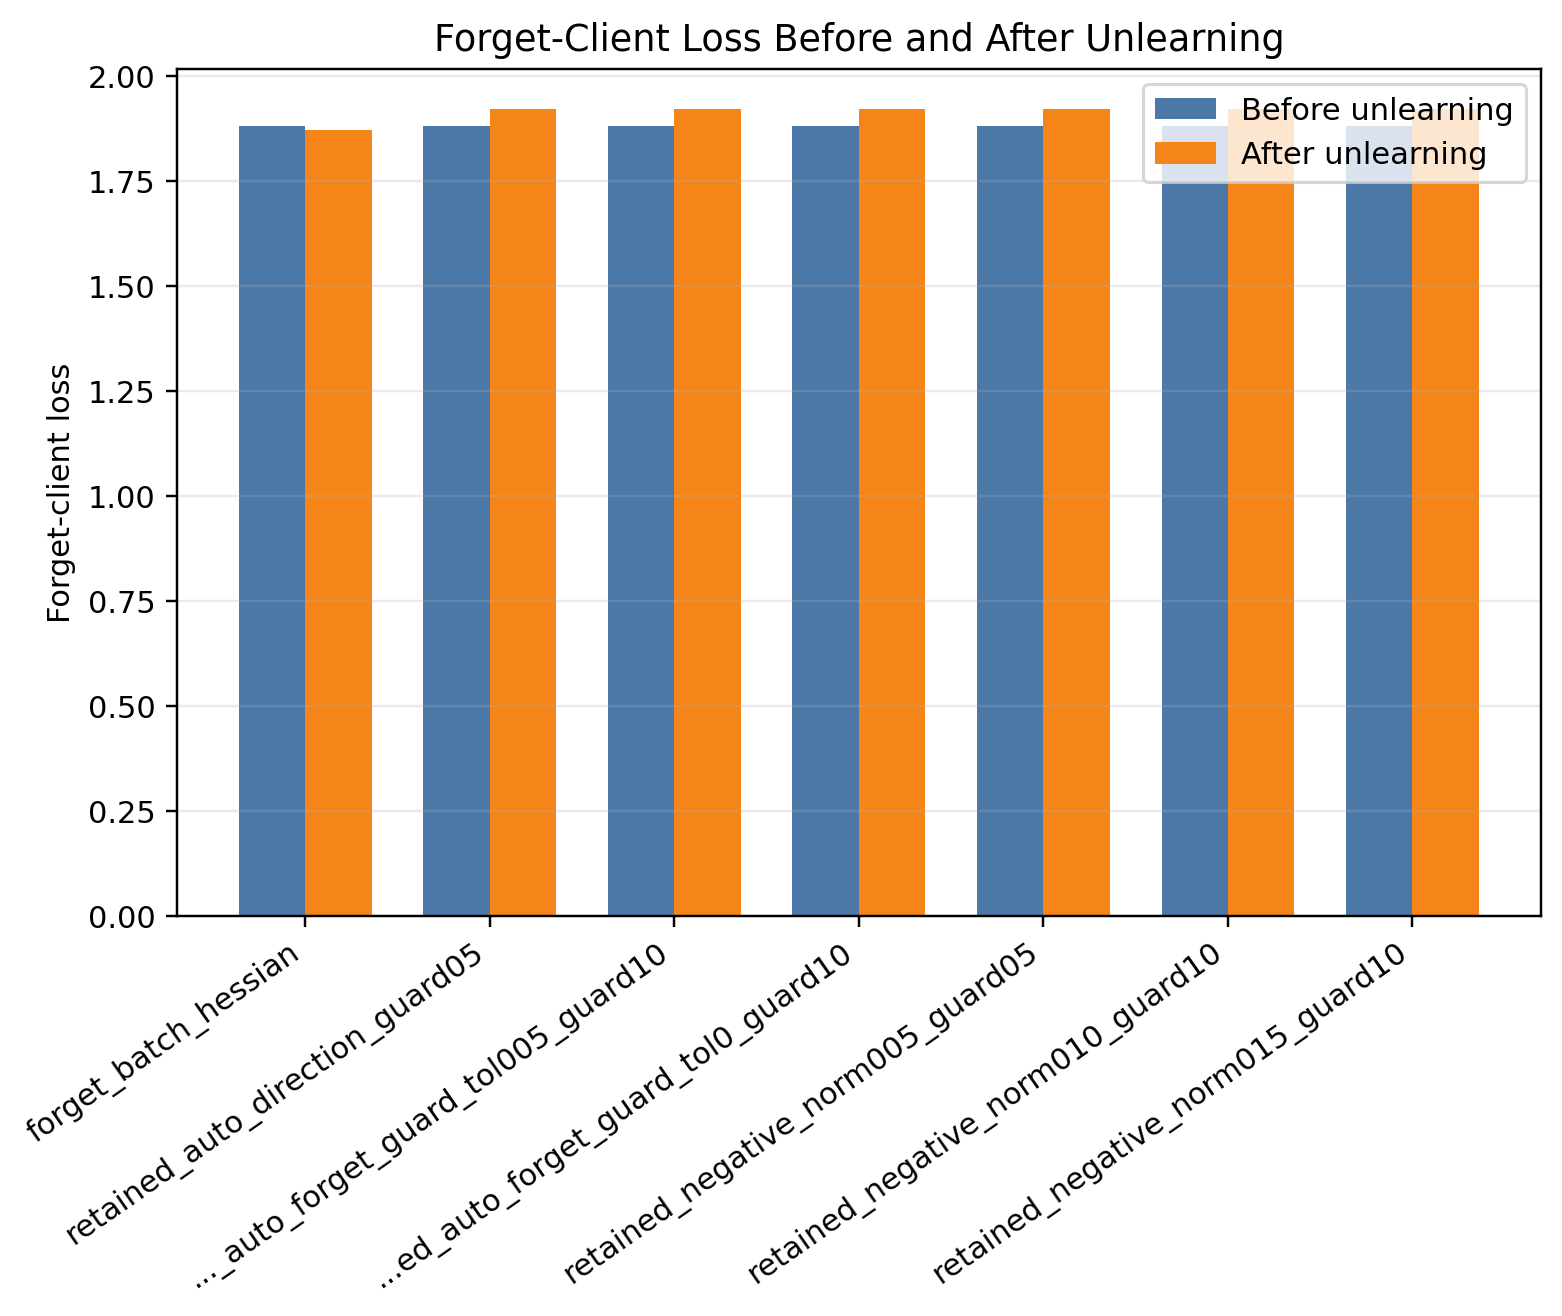 Forget-Client Loss Before and After Unlearning
Before unlearning
After unlearning
Forget-client loss
2.00
1.75
1.50
1.25
1.00
0.75
0.50
0.25
0.00
forget_batch_hessian
retained_auto_direction_guard05
..._auto_forget_guard_tol005_guard10
...ed_auto_forget_guard_tol0_guard10
retained_negative_norm005_guard05
retained_negative_norm010_guard10
retained_negative_norm015_guard10